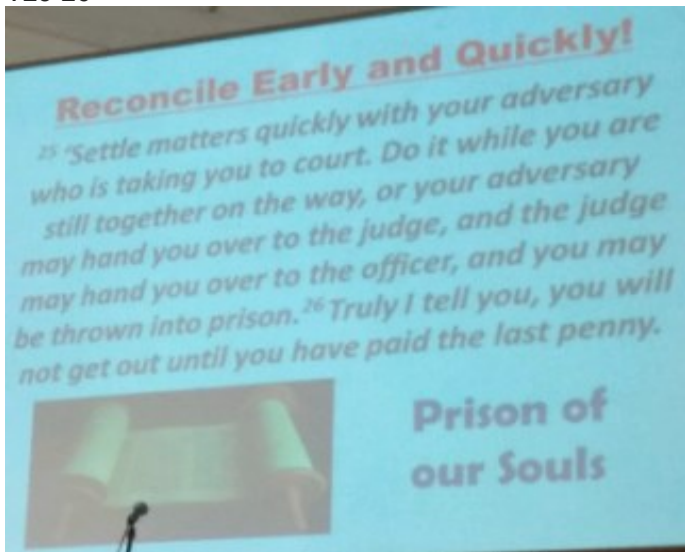 Reconcile Early and Quickly!
25 "Settle matters quickly with your adversary
who is taking you to court. Do it while you are
still together on the way, or your adversary
may hand you over to the judge, and the judge
may hand you over to the officer, and you may
be thrown into prison. 26 Truly I tell you, you will
not get out until you have paid the last penny.
Prison of
our Souls